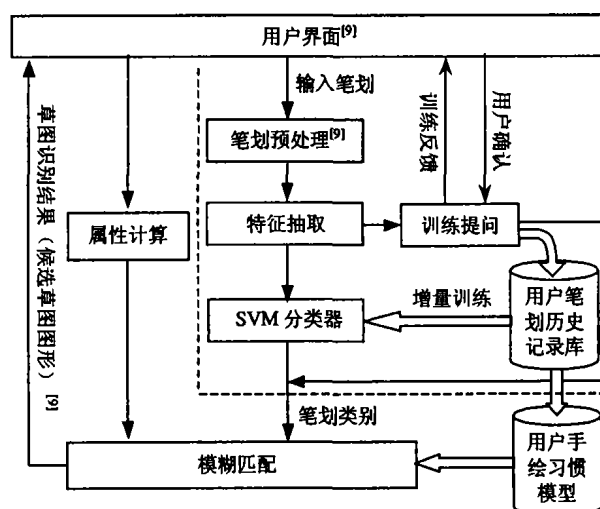 用户界面[9]
输入笔划
训练反馈
用户确认
笔划预处理[9]
草图识别结果（候选草图图形）[9]
属性计算
特征抽取
训练提问
用户笔
划历史
记录库
增量训练
SVM 分类器
笔划类别
模糊匹配
用户手
绘习惯
模型